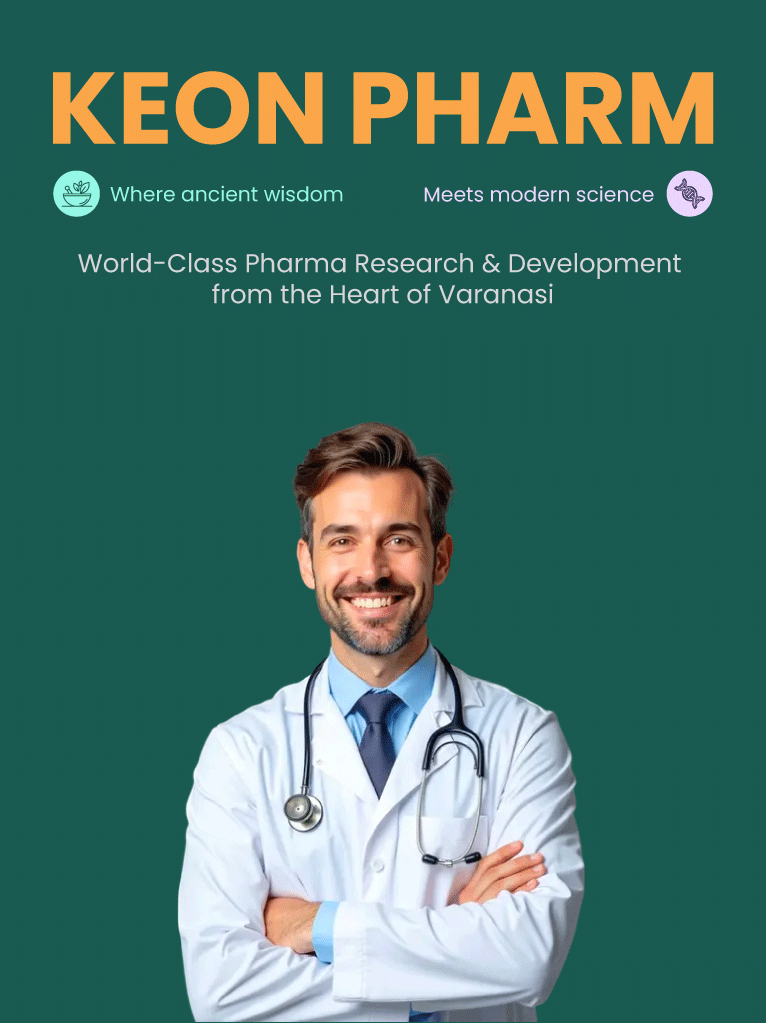 KEON PHARM
Where ancient wisdom
Meets modern science
World-Class Pharma Research & Development
from the Heart of Varanasi